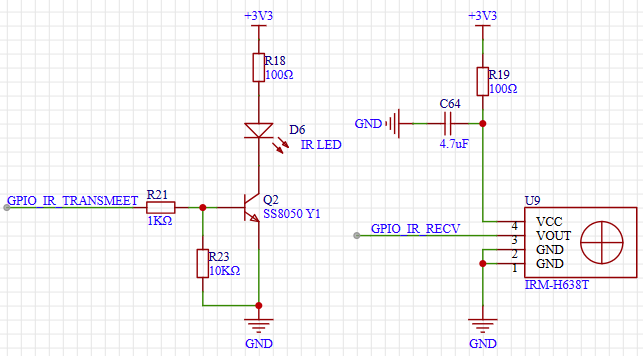 +3V3
+3V3
R18
100Ω
R19
100Ω
C64
GND
4.7uF
D6
IR LED
R21
GPIO_IR_TRANSMEET
1KΩ
Q2
SS8050 Y1
U9
GPIO_IR_RECV
4
VCC
3
VOUT
2
GND
1
GND
IRM-H638T
R23
10KΩ
GND
GND